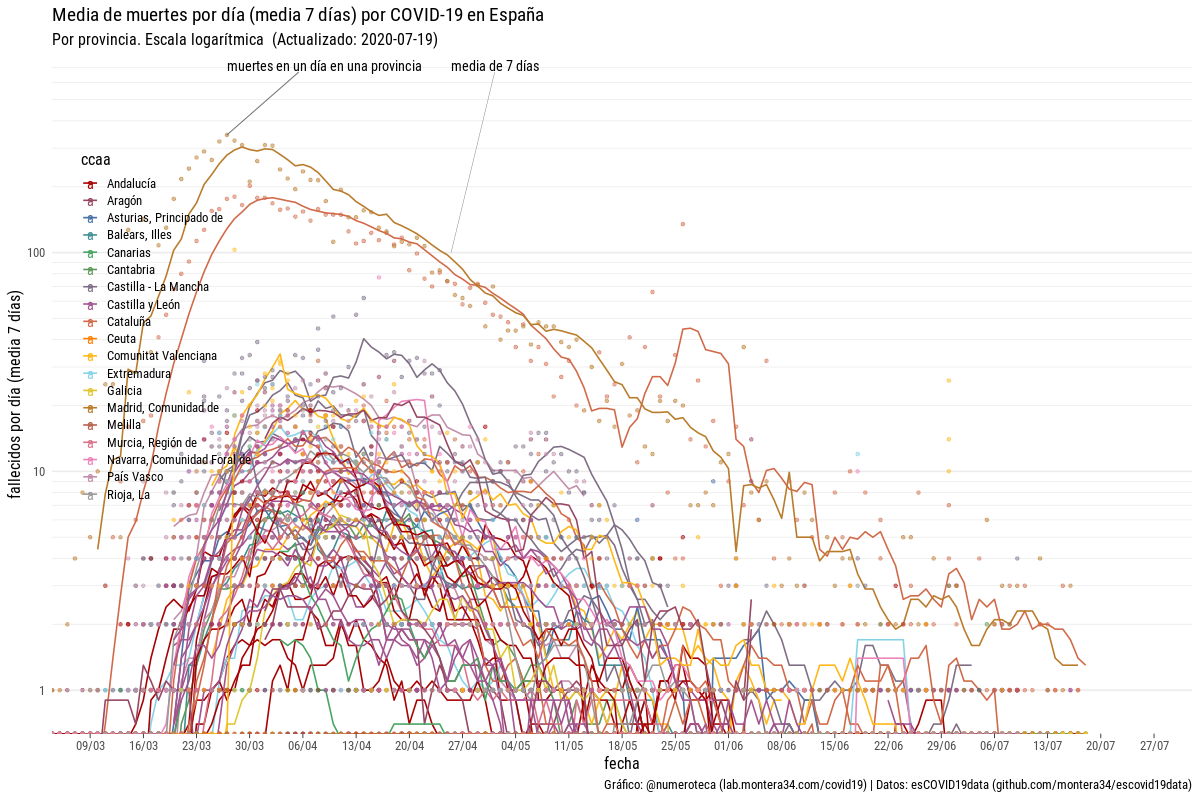 Media de muertes por día (media 7 días) por COVID-19 en España
Por provincia. Escala logarítmica (Actualizado: 2020-07-19)
muertes en un día en una provincia
media de 7 días
ccaa
Andalucía
Aragón
Asturias, Principado de
Balears, Illes
Canarias
Cantabria
Castilla - La Mancha
Castilla y León
Cataluña
Ceuta
Comunitat Valenciana
Extremadura
Galicia
Madrid, Comunidad de
Melilla
Murcia, Región de
Navarra, Comunidad Foral de
País Vasco
Rioja, La
fallecidos por día (media 7 días)
100
10
1
09/03 16/03 23/03 30/03 06/04 13/04 20/04 27/04 04/05 11/05 18/05 25/05 01/06 08/06 15/06 22/06 29/06 06/07 13/07 20/07 27/07
fecha
Gráfico: @numeroteca (lab.montera34.com/covid19) | Datos: esCOVID19data (github.com/montera34/escovid19data)